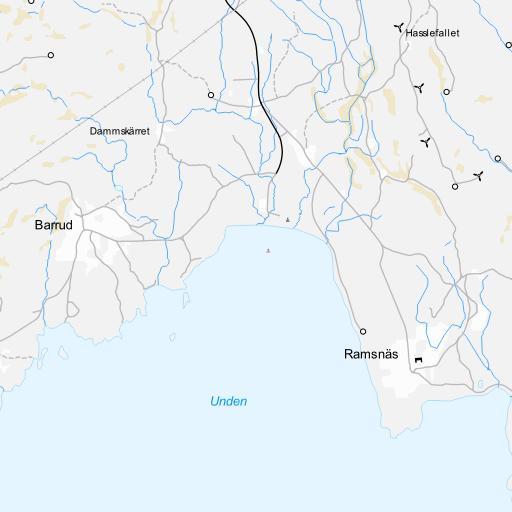 Hasslefallet
Dammskärret
Barrud
Ramsnäs
Unden